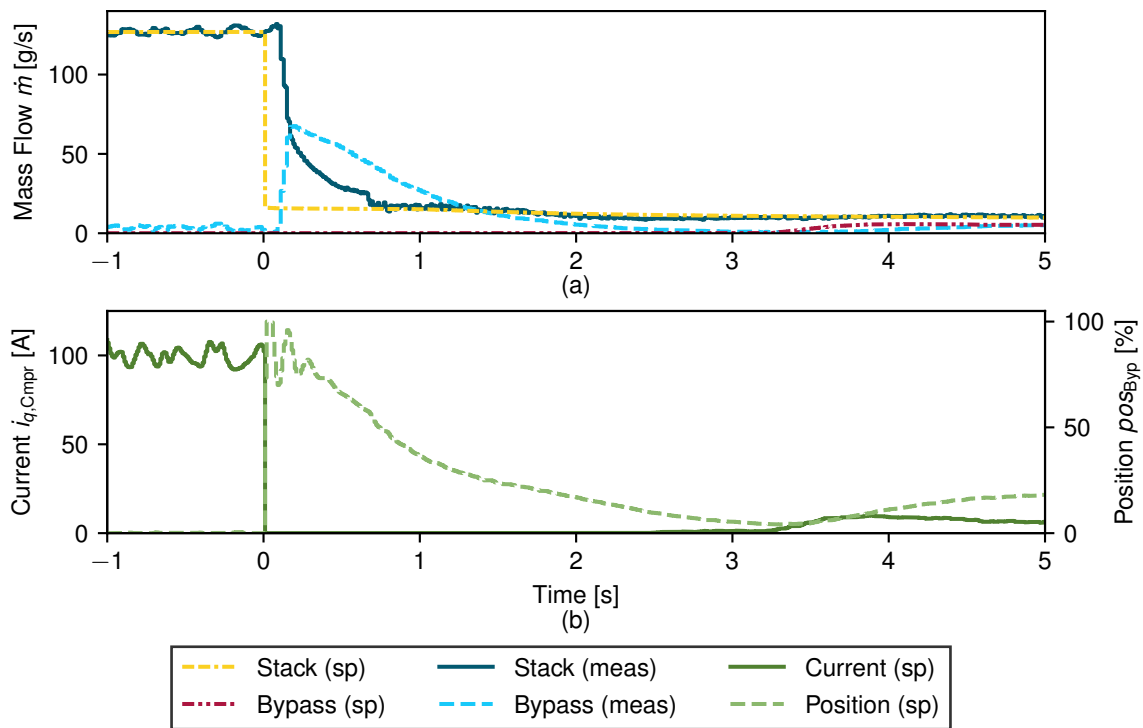 Mass Flow ṁ [g/s]
100
50
0
−1 0 1 2 3 4 5
(a)
Current i_q,Cmpr [A]
100
50
0
Position pos_Byp [%]
100
50
0
−1 0 1 2 3 4 5
Time [s]
(b)
Stack (sp) Stack (meas) Current (sp)
Bypass (sp) Bypass (meas) Position (sp)